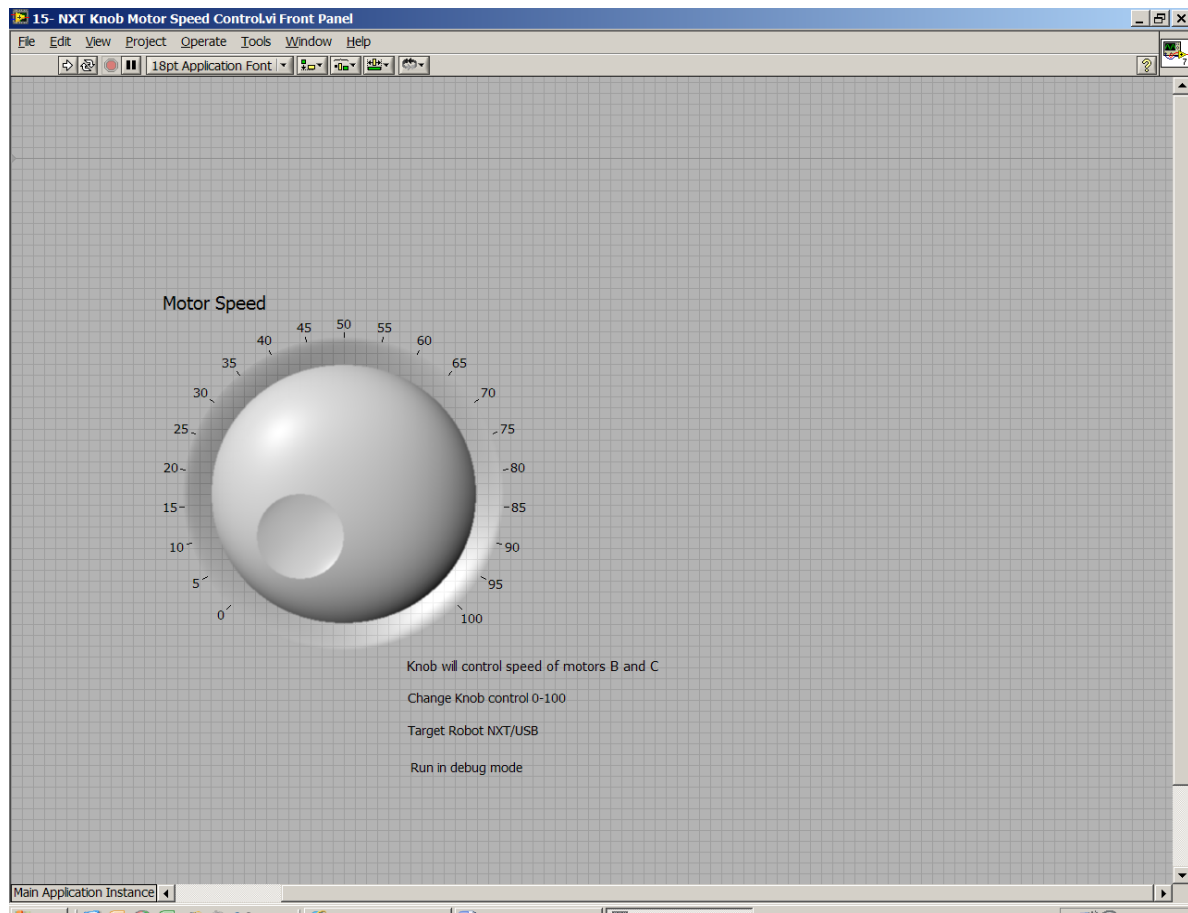 15- NXT Knob Motor Speed Control.vi Front Panel
File Edit View Project Operate Tools Window Help
18pt Application Font
7
Motor Speed
0
5
10
15
20
25
30
35
40
45
50
55
60
65
70
75
80
85
90
95
100
Knob will control speed of motors B and C
Change Knob control 0-100
Target Robot NXT/USB
Run in debug mode
Main Application Instance